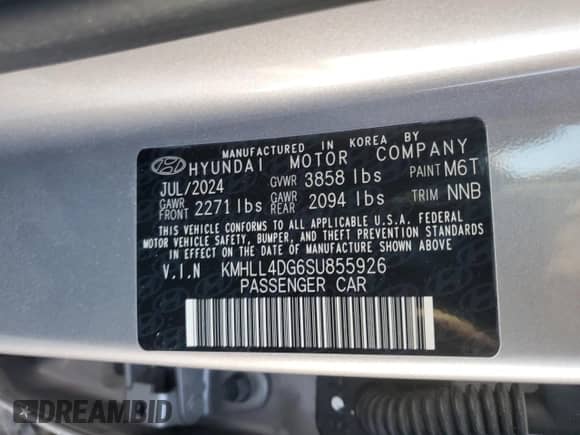 MANUFACTURED IN KOREA BY
HYUNDAI MOTOR COMPANY
JUL/2024 GVWR 3858 lbs PAINT M6T
GAWR FRONT 2271 lbs GAWR REAR 2094 lbs TRIM NNB
THIS VEHICLE CONFORMS TO ALL APPLICABLE U.S.A. FEDERAL
MOTOR VEHICLE SAFETY, BUMPER, AND THEFT PREVENTION STANDARDS
IN EFFECT ON THE DATE OF MANUFACTURE SHOWN ABOVE.
V.I.N KMHLL4DG6SU855926
PASSENGER CAR
DREAMBID